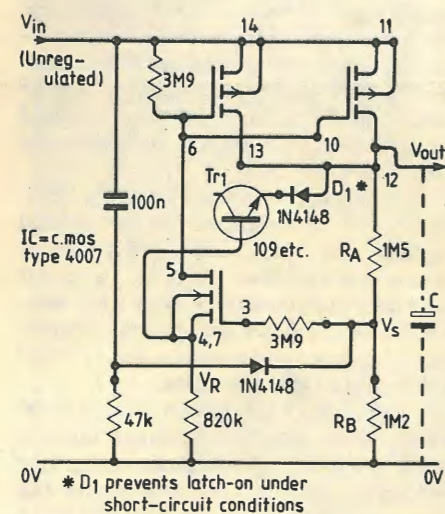 Vin
(Unreg-
ulated)
14
11
3M9
6
13
10
12
Vout
Tr1
D1 *
1N4148
109 etc.
100n
IC=c.mos
type 4007
RA
1M5
5
3
3M9
VS
C
4,7
VR
1N4148
47k
820k
RB
1M2
0V
0V
* D1 prevents latch-on under
short-circuit conditions